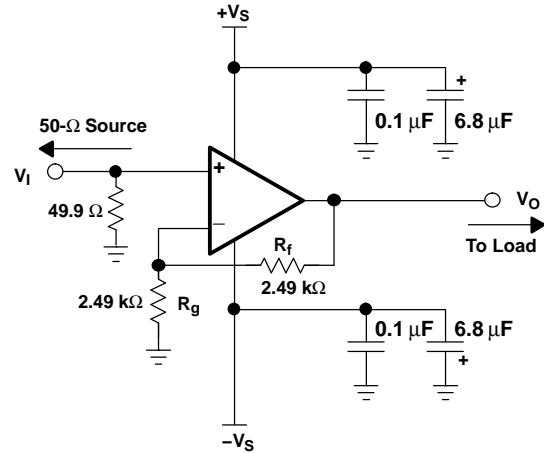 +VS
+
0.1 µF
6.8 µF
50-Ω Source
VI
+
−
49.9 Ω
VO
To Load
Rf
2.49 kΩ
2.49 kΩ
Rg
0.1 µF
6.8 µF
+
−VS